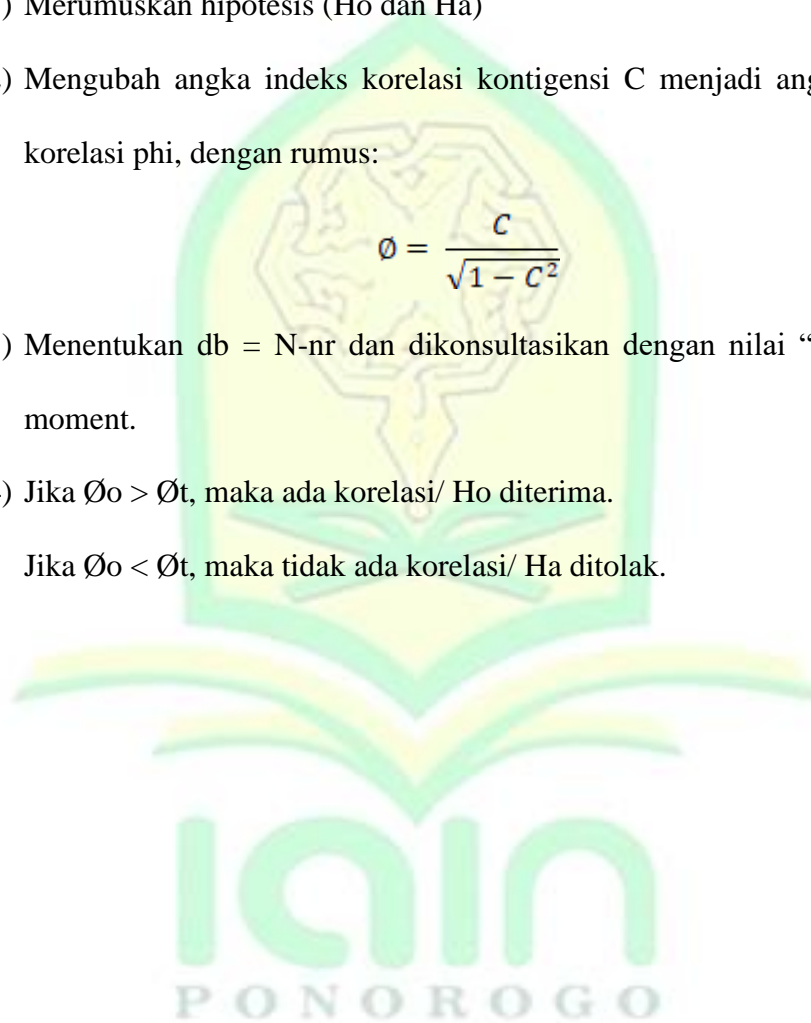 ) Merumuskan hipotesis (Ho dan Ha)
) Mengubah angka indeks korelasi kontigensi C menjadi
korelasi phi, dengan rumus:
Ø = C / √1 − C²
) Menentukan db = N-nr dan dikonsultasikan dengan nilai “
moment.
) Jika Øo > Øt, maka ada korelasi/ Ho diterima.
Jika Øo < Øt, maka tidak ada korelasi/ Ha ditolak.
iain
PONOROGO